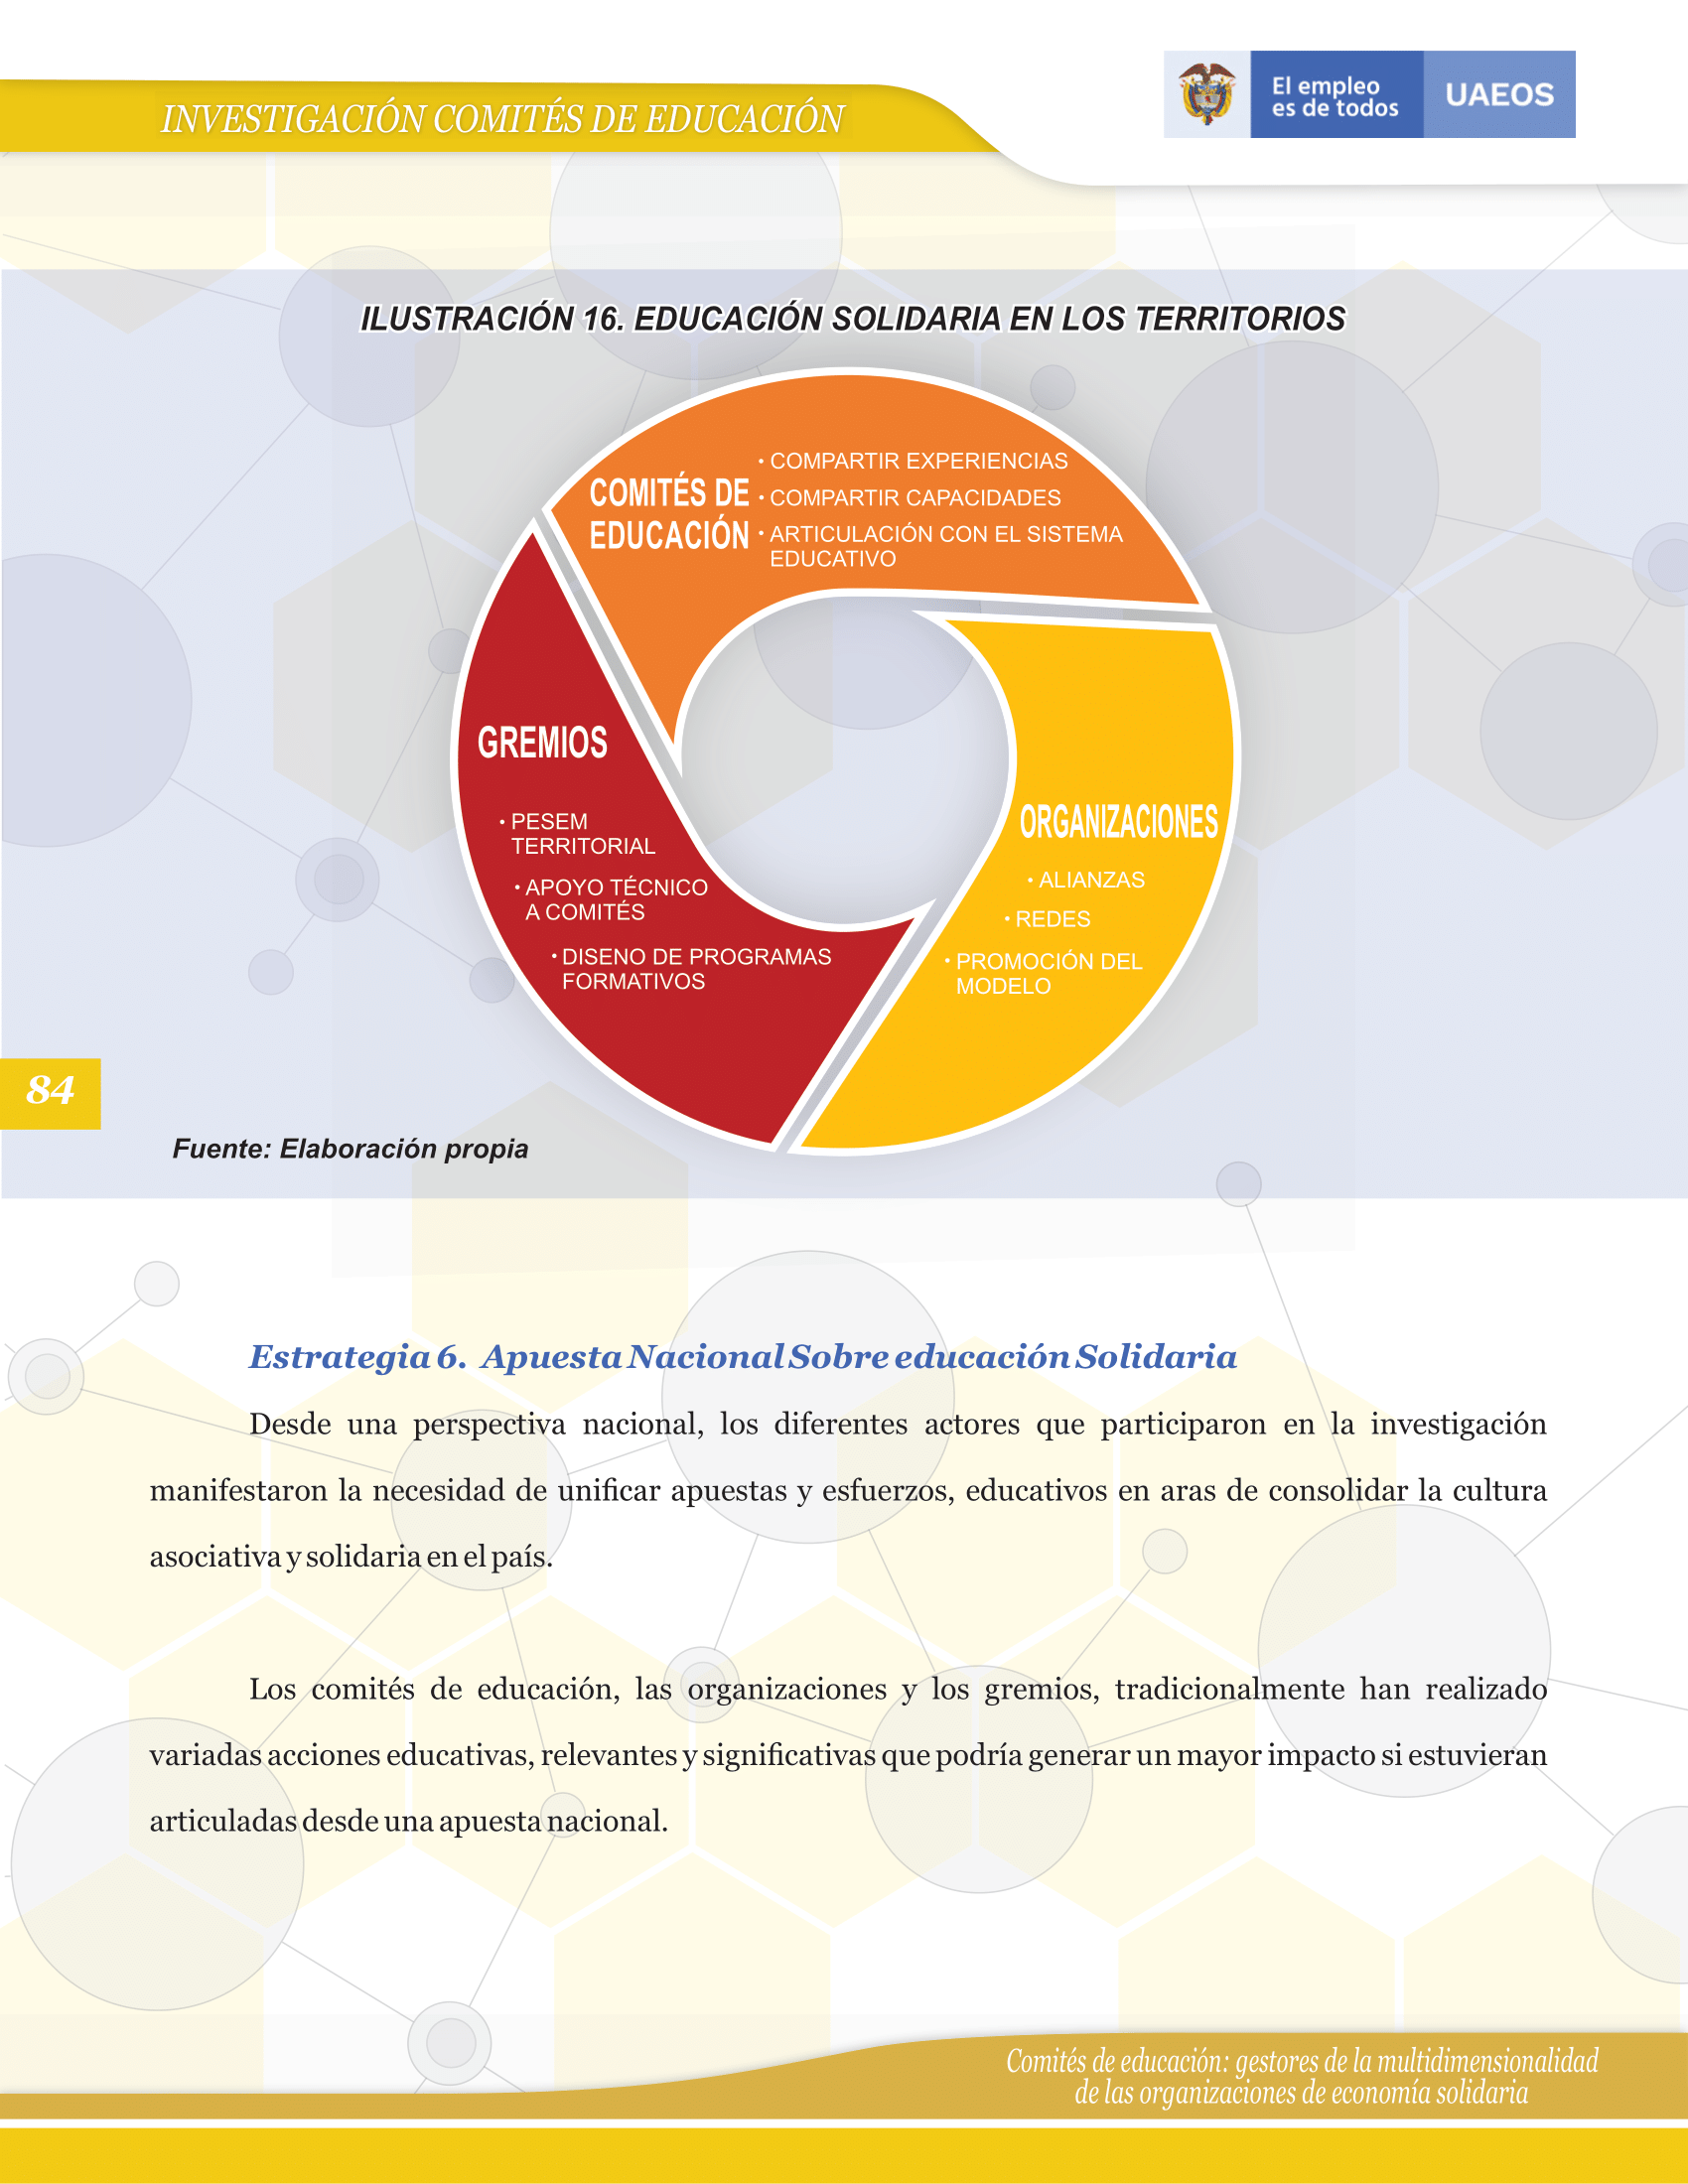 INVESTIGACIÓN COMITÉS DE EDUCACIÓN
El empleo
es de todos
UAEOS
ILUSTRACIÓN 16. EDUCACIÓN SOLIDARIA EN LOS TERRITORIOS
COMITÉS DE
EDUCACIÓN
• COMPARTIR EXPERIENCIAS
• COMPARTIR CAPACIDADES
• ARTICULACIÓN CON EL SISTEMA
EDUCATIVO
GREMIOS
• PESEM
TERRITORIAL
• APOYO TÉCNICO
A COMITÉS
• DISENO DE PROGRAMAS
FORMATIVOS
ORGANIZACIONES
• ALIANZAS
• REDES
• PROMOCIÓN DEL
MODELO
84
Fuente: Elaboración propia
Estrategia 6. Apuesta Nacional Sobre educación Solidaria
Desde una perspectiva nacional, los diferentes actores que participaron en la investigación
manifestaron la necesidad de unificar apuestas y esfuerzos, educativos en aras de consolidar la cultura
asociativa y solidaria en el país.
Los comités de educación, las organizaciones y los gremios, tradicionalmente han realizado
variadas acciones educativas, relevantes y significativas que podría generar un mayor impacto si estuvieran
articuladas desde una apuesta nacional.
Comités de educación: gestores de la multidimensionalidad
de las organizaciones de economía solidaria